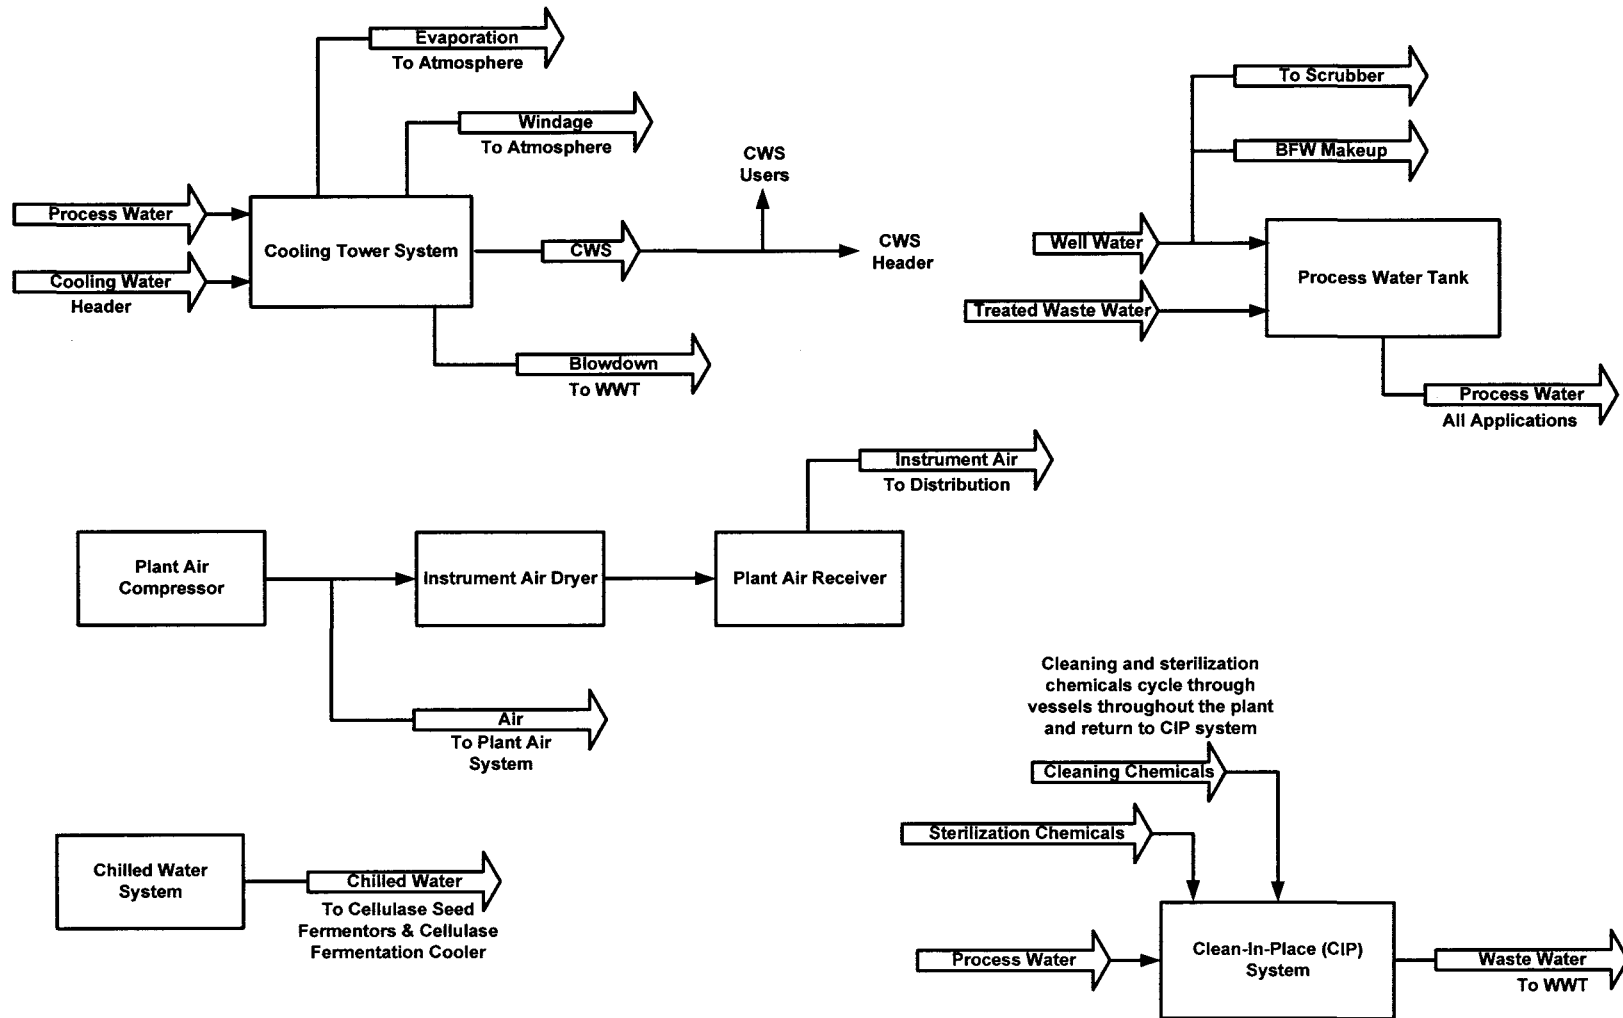 Evaporation
To Atmosphere
Windage
To Atmosphere
Process Water
Cooling Water
Header
Cooling Tower System
CWS
CWS
Users
CWS
Header
Blowdown
To WWT
To Scrubber
BFW Makeup
Well Water
Treated Waste Water
Process Water Tank
Process Water
All Applications
Instrument Air
To Distribution
Plant Air
Compressor
Instrument Air Dryer
Plant Air Receiver
Air
To Plant Air
System
Chilled Water
System
Chilled Water
To Cellulase Seed
Fermentors & Cellulase
Fermentation Cooler
Cleaning and sterilization
chemicals cycle through
vessels throughout the plant
and return to CIP system
Cleaning Chemicals
Sterilization Chemicals
Process Water
Clean-In-Place (CIP)
System
Waste Water
To WWT